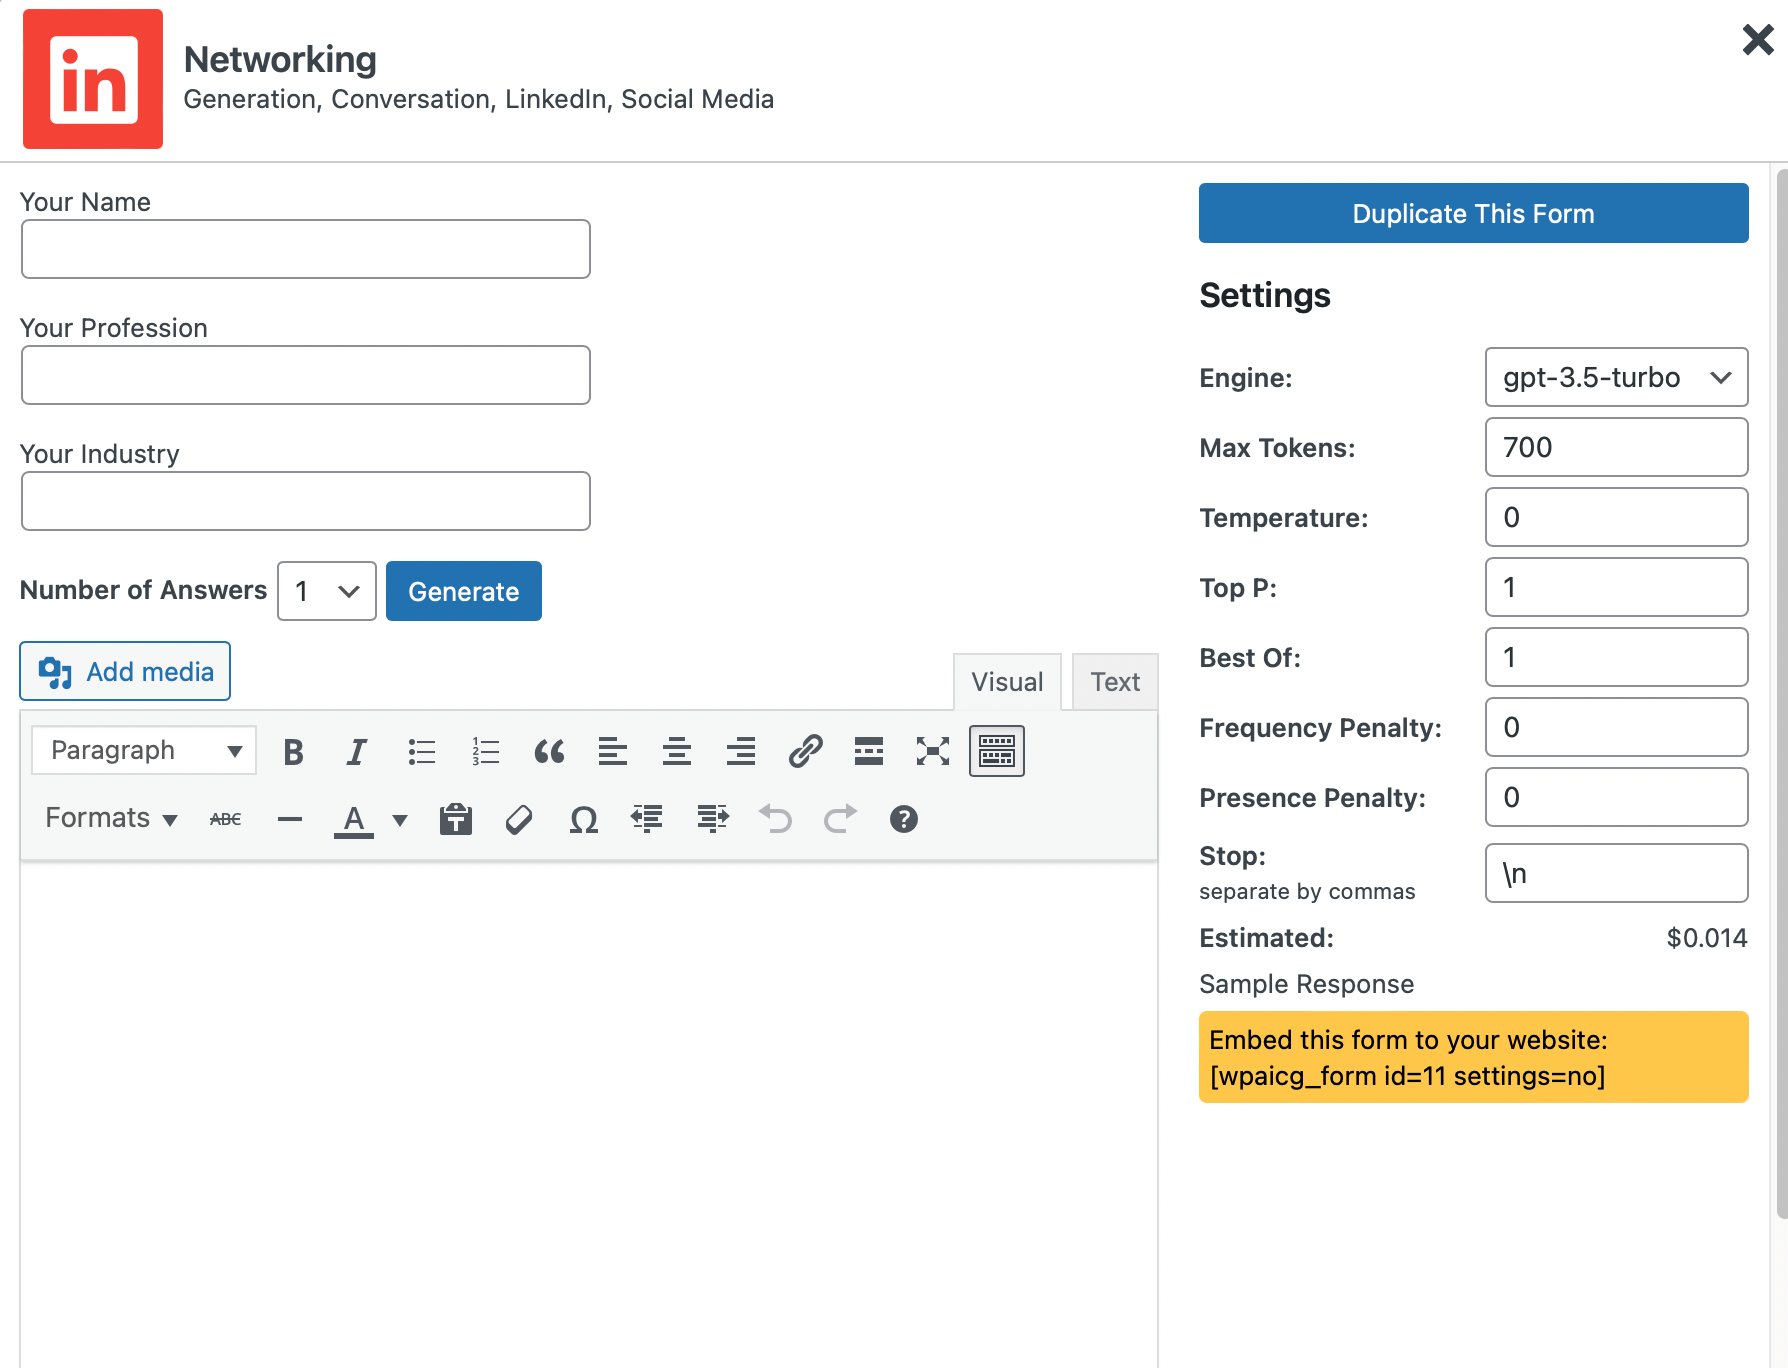 in
Networking
Generation, Conversation, LinkedIn, Social Media
Your Name
Your Profession
Your Industry
Number of Answers 1 Generate
Add media
Visual Text
Paragraph B I
Formats ABC A T Ω ?
Duplicate This Form
Settings
Engine: gpt-3.5-turbo
Max Tokens: 700
Temperature: 0
Top P: 1
Best Of: 1
Frequency Penalty: 0
Presence Penalty: 0
Stop: \n
separate by commas
Estimated: $0.014
Sample Response
Embed this form to your website:
[wpaicg_form id=11 settings=no]